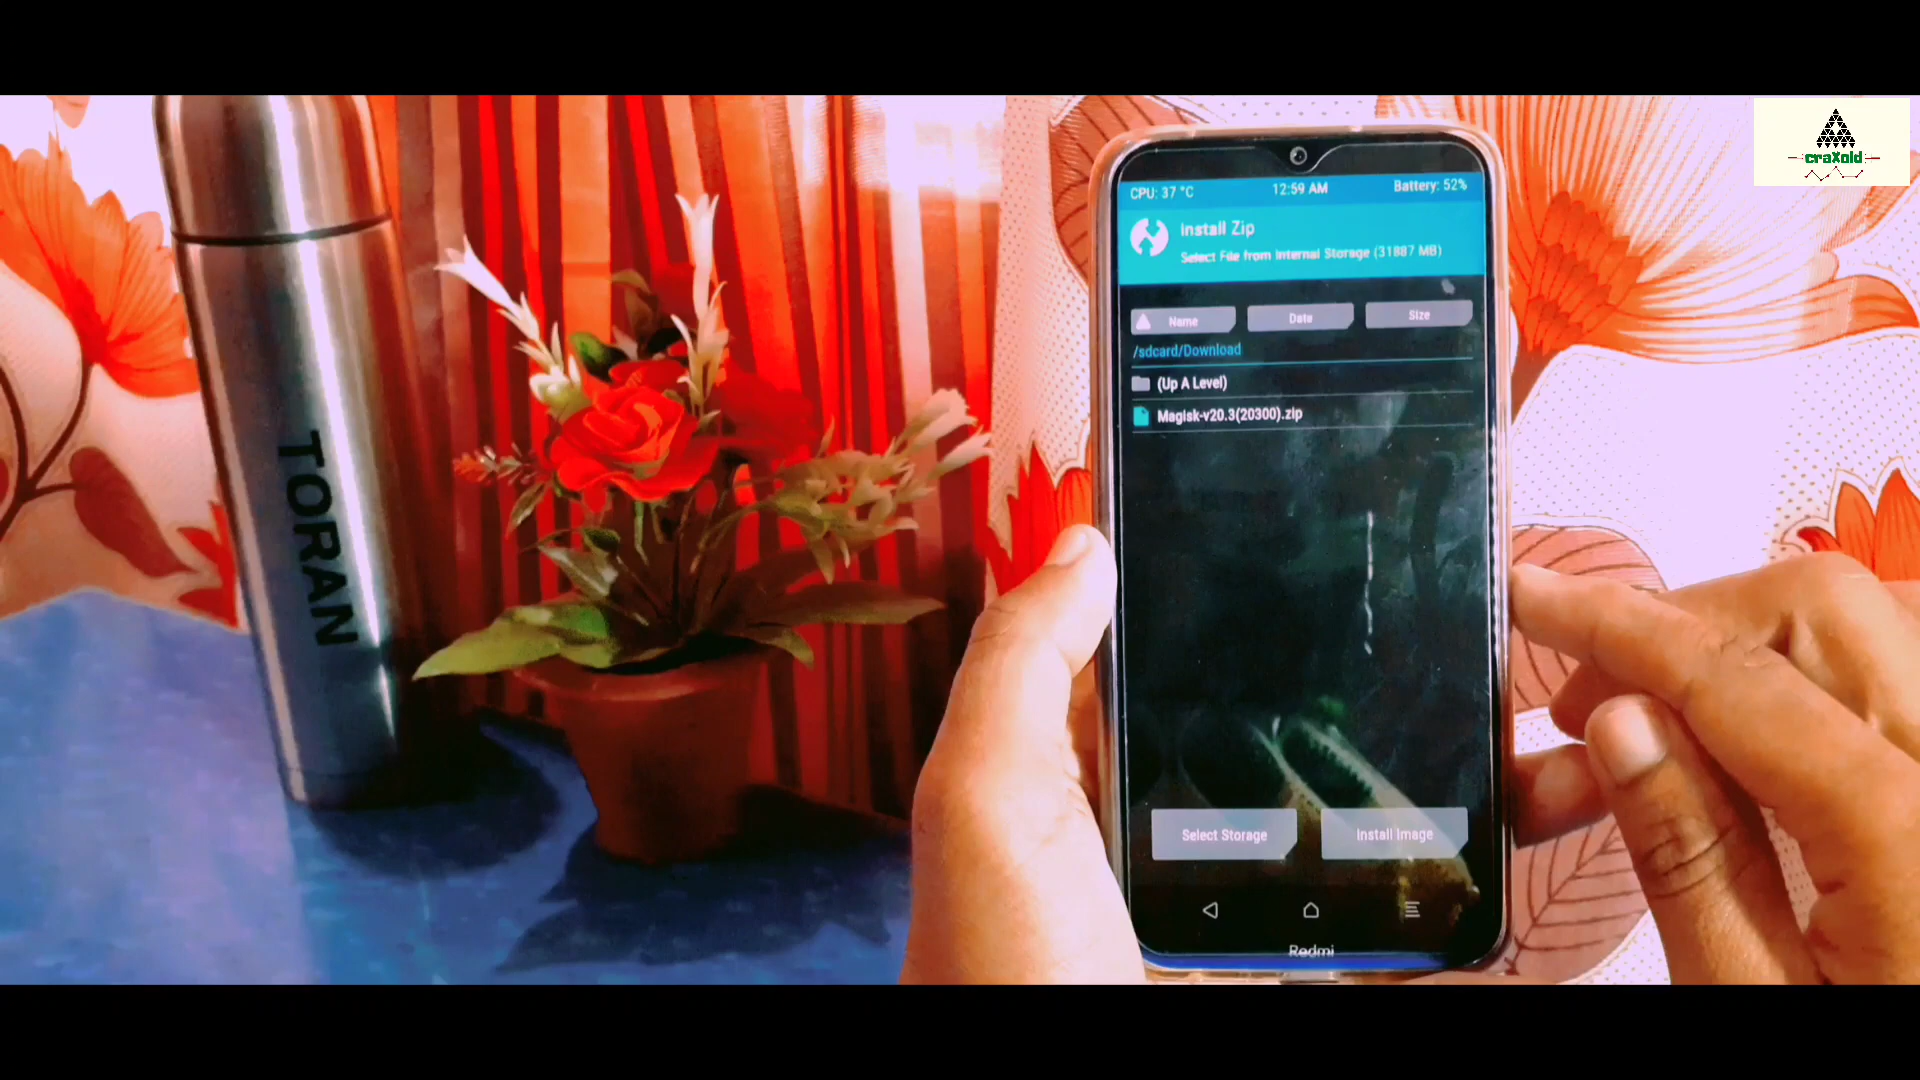 TORAN
craXoid
CPU: 37 °C
12:59 AM
Battery: 52%
Install Zip
Select File from Internal Storage (31887 MB)
Name
Date
Size
/sdcard/Download
(Up A Level)
Magisk-v20.3(20300).zip
Select Storage
Install Image
Redmi